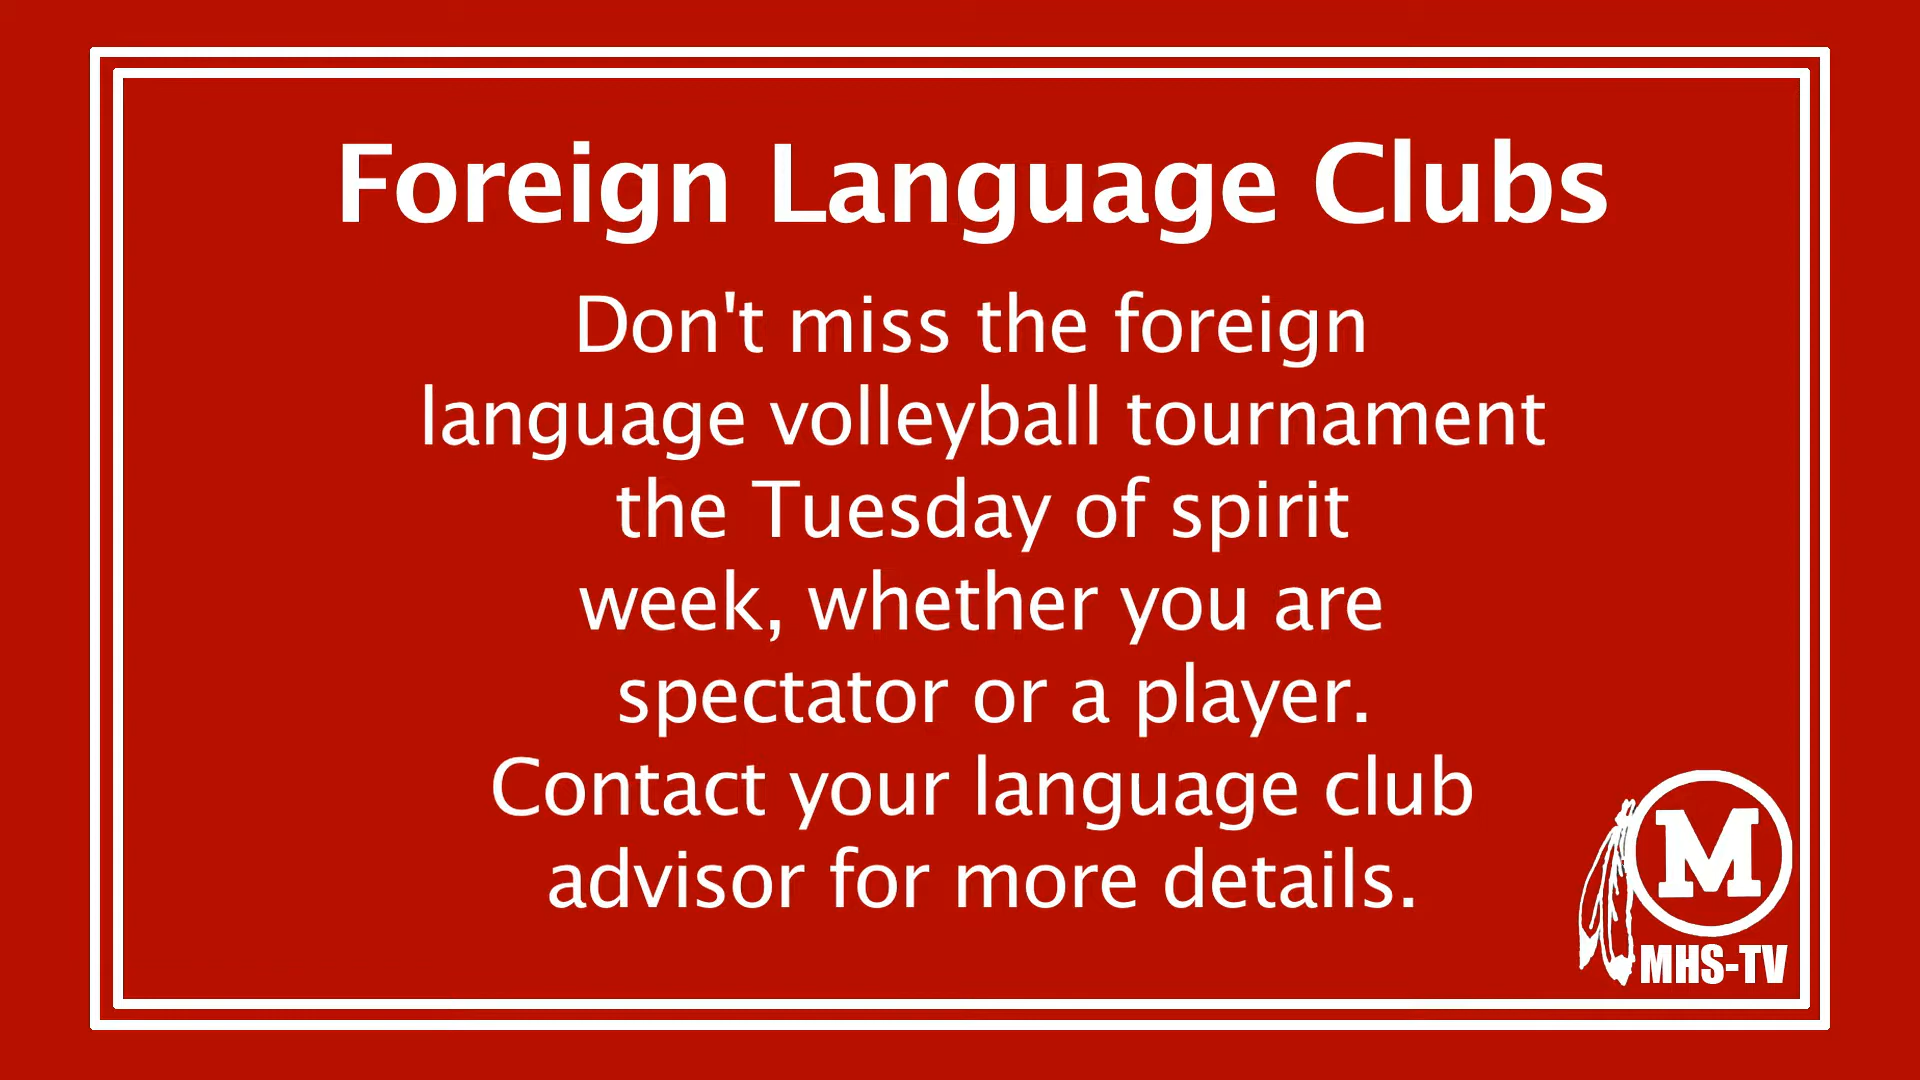 Foreign Language Clubs
Don't miss the foreign
language volleyball tournament
the Tuesday of spirit
week, whether you are
spectator or a player.
Contact your language club
advisor for more details.
M
MHS-TV